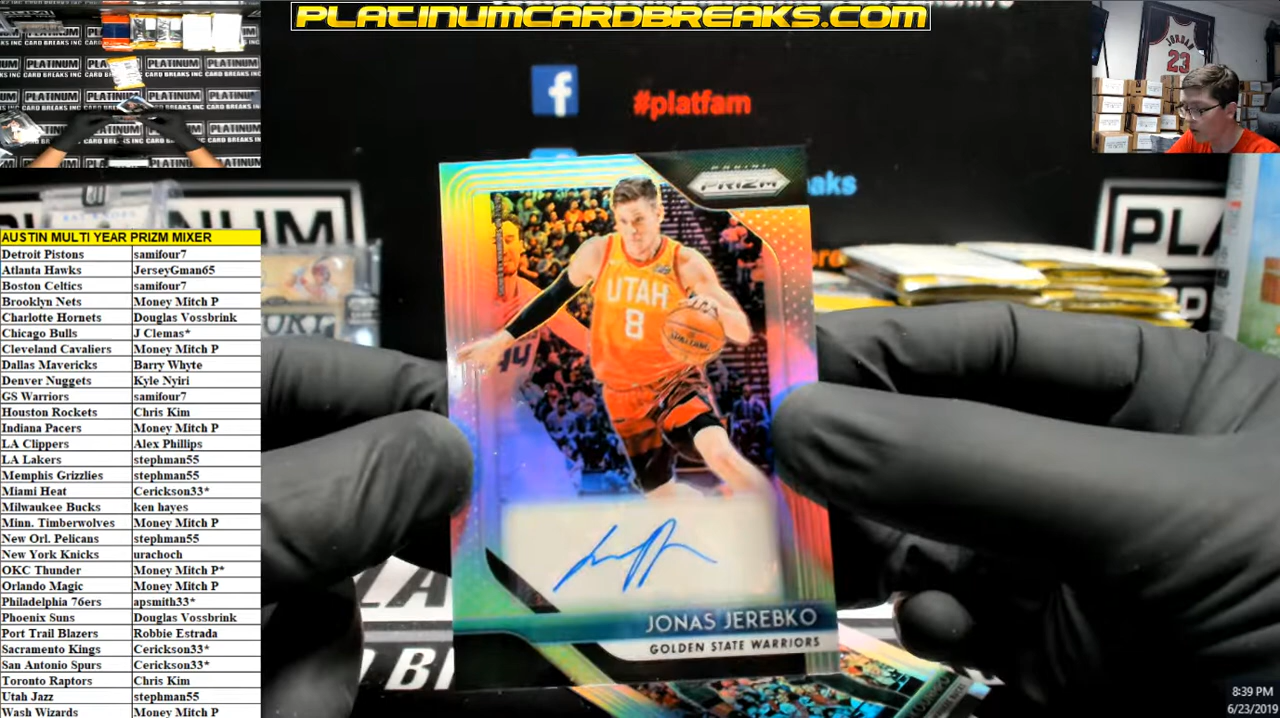 PLATINUMCARDBREAKS.COM
#platfam
JORDAN
23
PANINI
PRIZM
UTAH
8
44
SPALDING
JONAS JEREBKO
GOLDEN STATE WARRIORS
AUSTIN MULTI YEAR PRIZM MIXER
Detroit Pistons samifour7
Atlanta Hawks JerseyGman65
Boston Celtics samifour7
Brooklyn Nets Money Mitch P
Charlotte Hornets Douglas Vossbrink
Chicago Bulls J Clemas*
Cleveland Cavaliers Money Mitch P
Dallas Mavericks Barry Whyte
Denver Nuggets Kyle Nyiri
GS Warriors samifour7
Houston Rockets Chris Kim
Indiana Pacers Money Mitch P
LA Clippers Alex Phillips
LA Lakers stephman55
Memphis Grizzlies stephman55
Miami Heat Cerickson33*
Milwaukee Bucks ken hayes
Minn. Timberwolves Money Mitch P
New Orl. Pelicans stephman55
New York Knicks urachoch
OKC Thunder Money Mitch P*
Orlando Magic Money Mitch P
Philadelphia 76ers apsmith33*
Phoenix Suns Douglas Vossbrink
Port Trail Blazers Robbie Estrada
Sacramento Kings Cerickson33*
San Antonio Spurs Cerickson33*
Toronto Raptors Chris Kim
Utah Jazz stephman55
Wash Wizards Money Mitch P
8:39 PM
6/23/2019